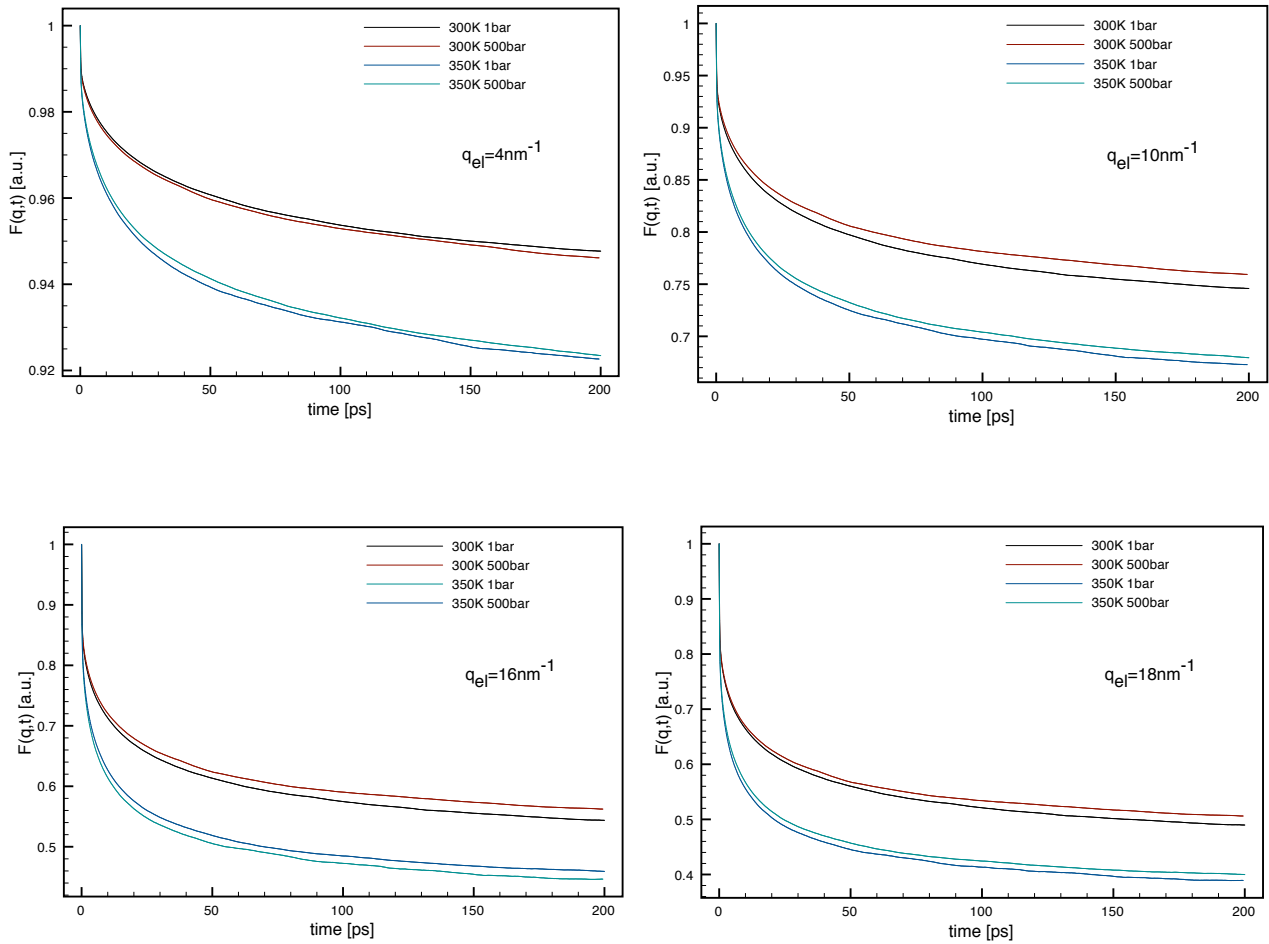 300K 1bar
300K 500bar
350K 1bar
350K 500bar
q_el=4nm^-1
F(q,t) [a.u.]
1
0.98
0.96
0.94
0.92
0
50
100
150
200
time [ps]
300K 1bar
300K 500bar
350K 1bar
350K 500bar
q_el=10nm^-1
F(q,t) [a.u.]
1
0.95
0.9
0.85
0.8
0.75
0.7
0
50
100
150
200
time [ps]
300K 1bar
300K 500bar
350K 1bar
350K 500bar
q_el=16nm^-1
F(q,t) [a.u.]
1
0.9
0.8
0.7
0.6
0.5
0
50
100
150
200
time [ps]
300K 1bar
300K 500bar
350K 1bar
350K 500bar
q_el=18nm^-1
F(q,t) [a.u.]
1
0.9
0.8
0.7
0.6
0.5
0.4
0
50
100
150
200
time [ps]